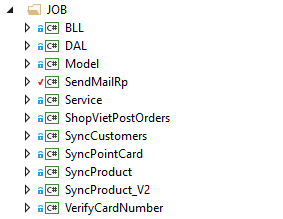 JOB
C# BLL
C# DAL
C# Model
C# SendMailRp
C# Service
C# ShopVietPostOrders
C# SyncCustomers
C# SyncPointCard
C# SyncProduct
C# SyncProduct_V2
C# VerifyCardNumber